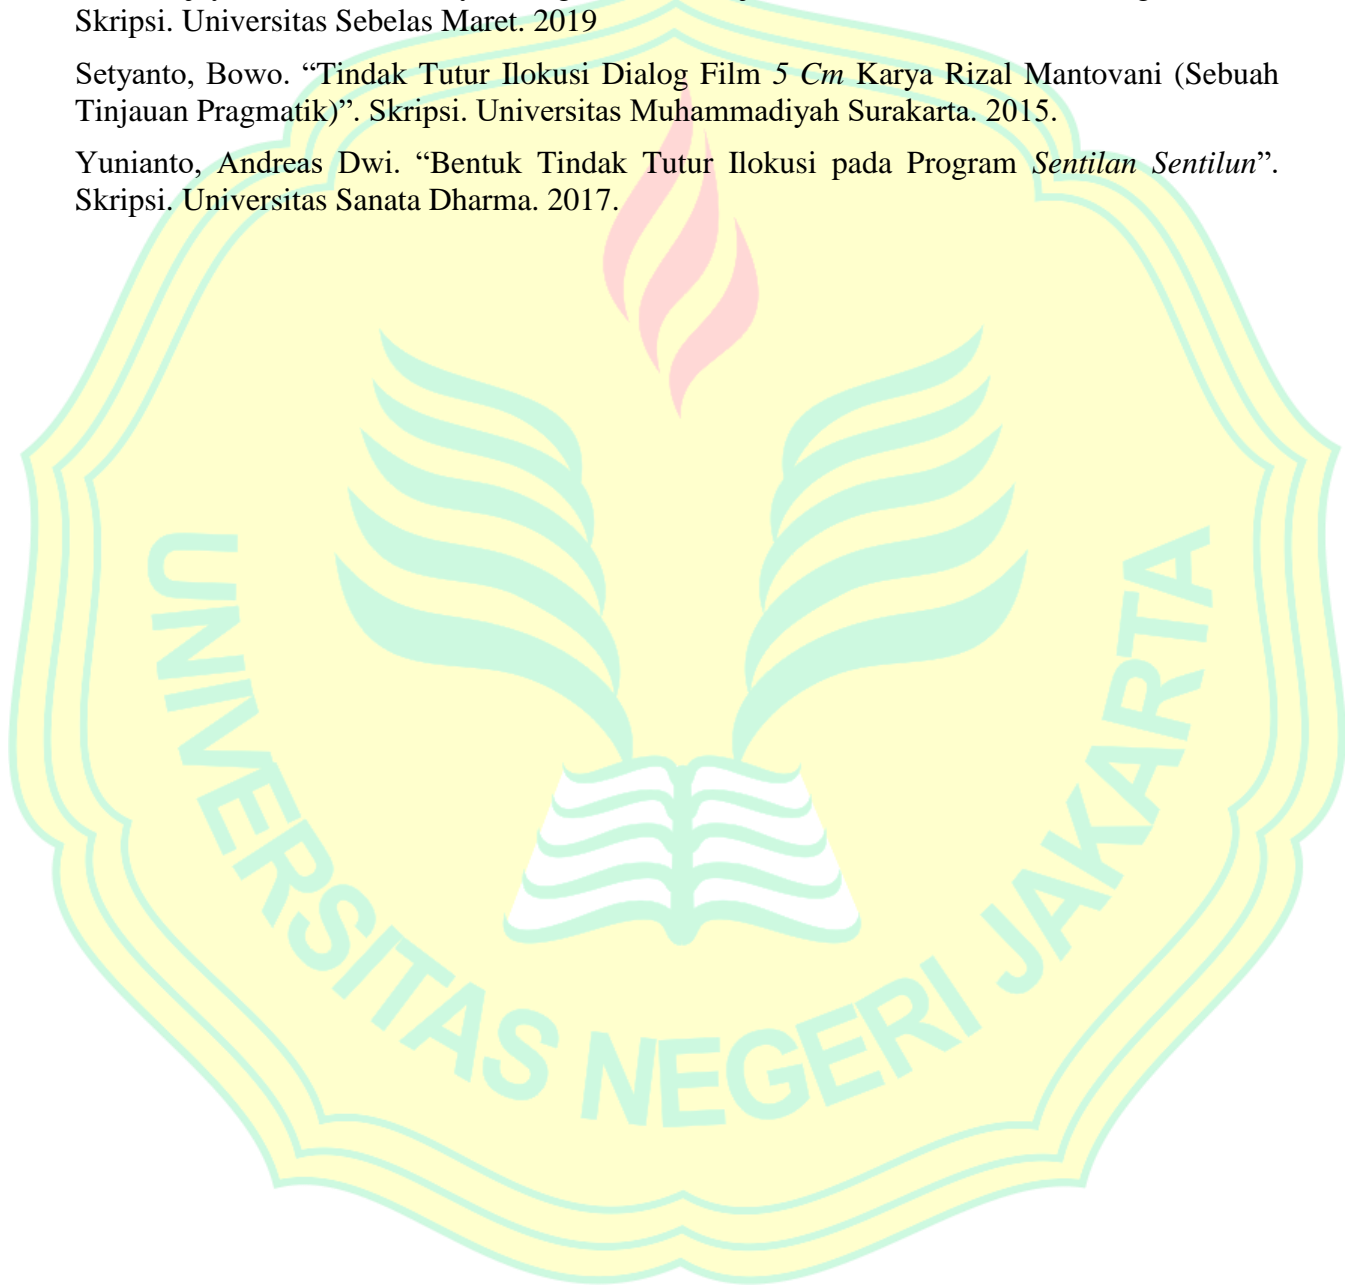 Skripsi. Universitas Sebelas Maret. 2019
Setyanto, Bowo. “Tindak Tutur Ilokusi Dialog Film 5 Cm Karya Rizal Mantovani (Sebuah
Tinjauan Pragmatik)”. Skripsi. Universitas Muhammadiyah Surakarta. 2015.
Yunianto, Andreas Dwi. “Bentuk Tindak Tutur Ilokusi pada Program Sentilan Sentilun”.
Skripsi. Universitas Sanata Dharma. 2017.
UNIVERSITAS NEGERI JAKARTA